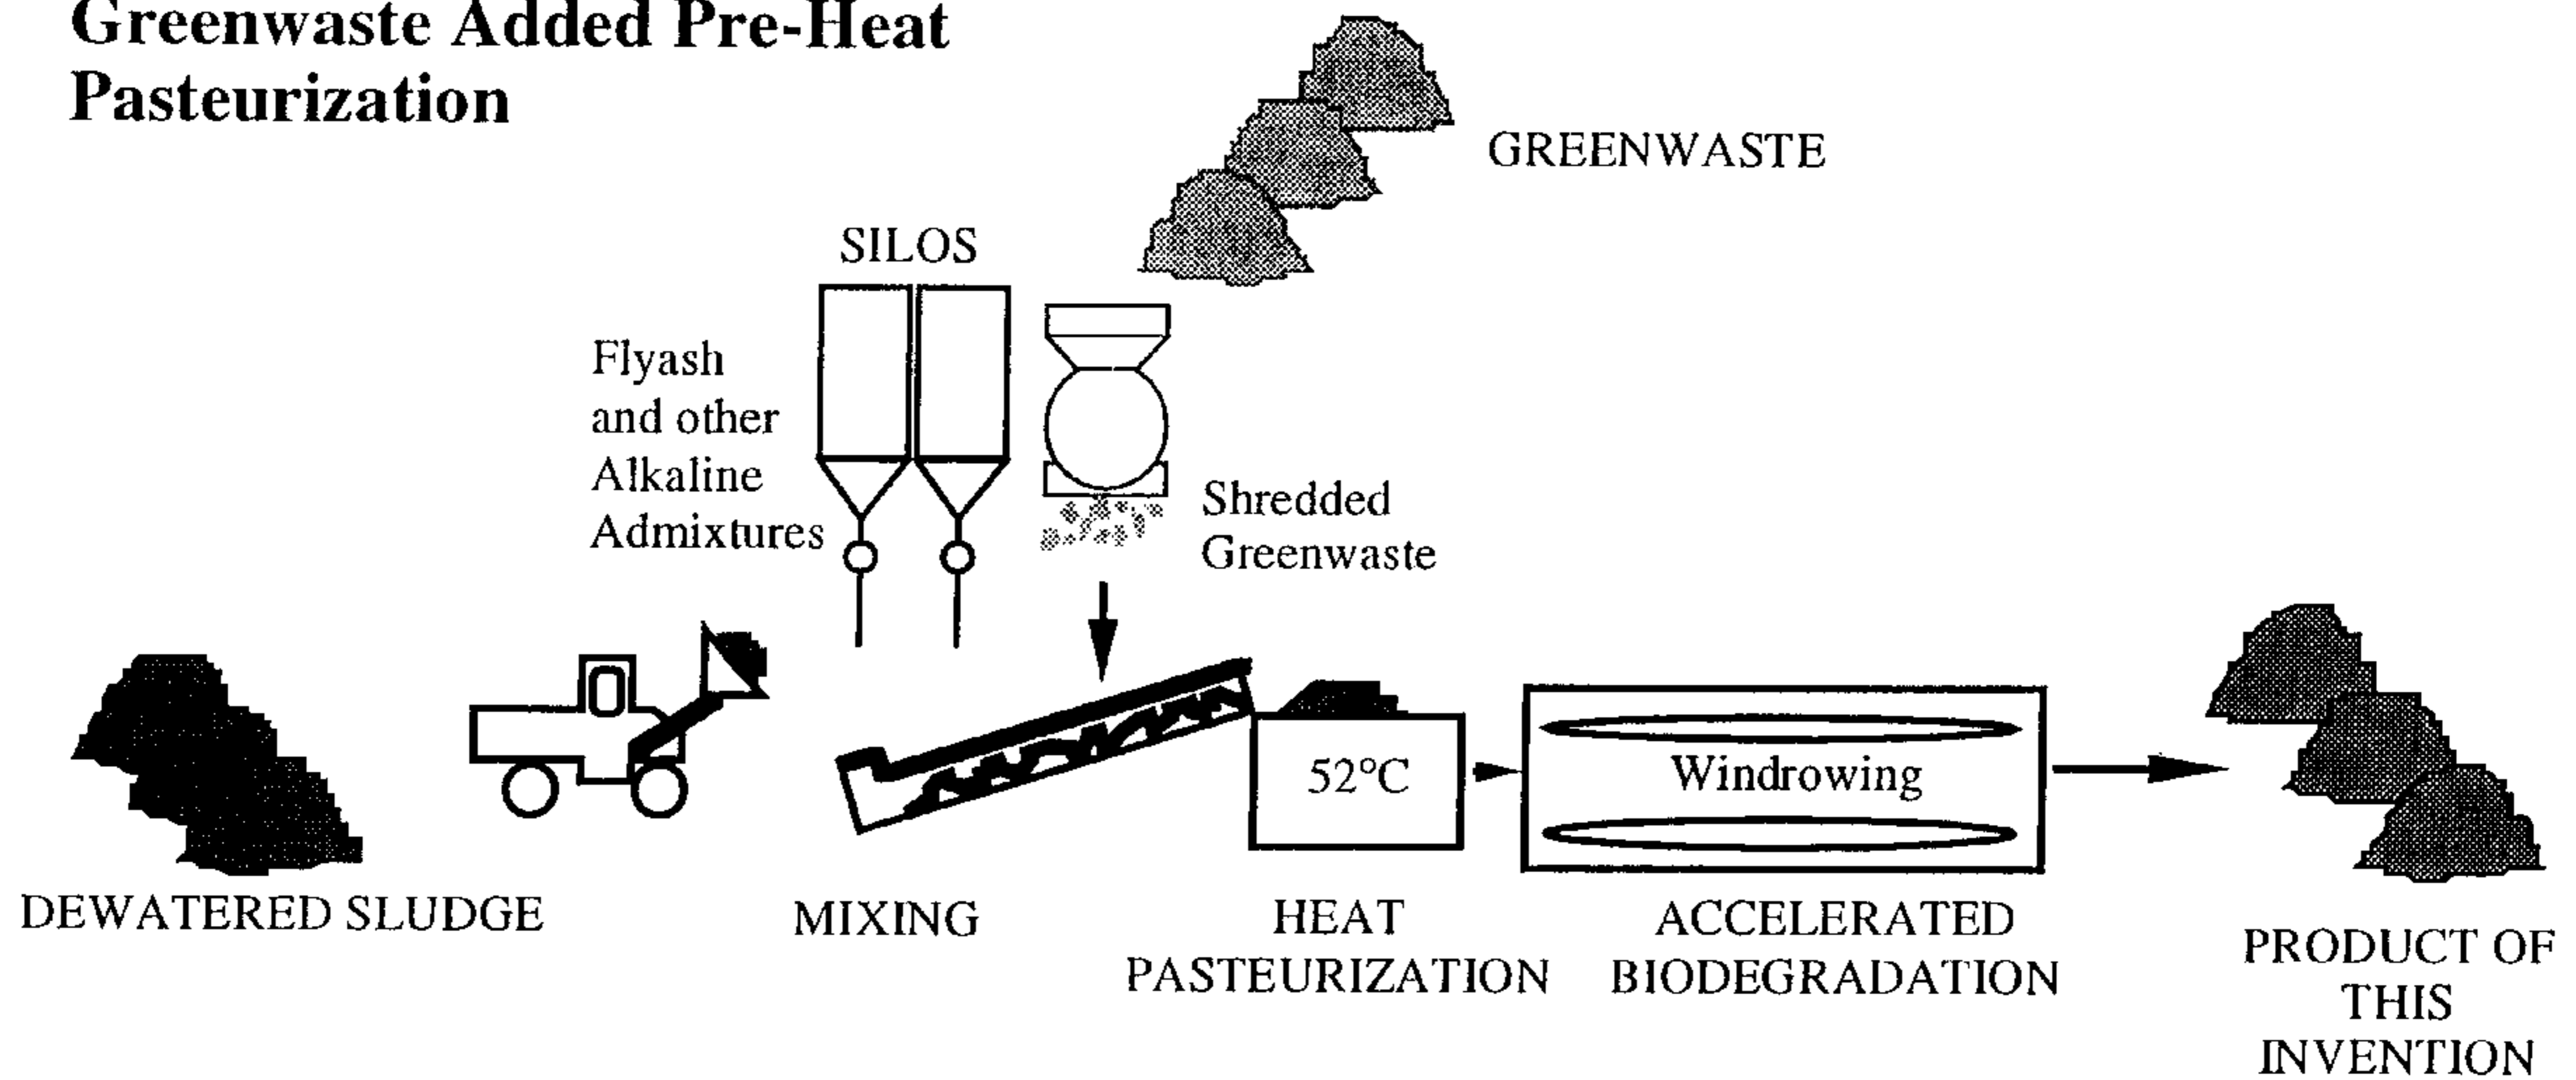 Greenwaste Added Pre-Heat
Pasteurization
GREENWASTE
SILOS
Flyash
and other
Alkaline
Admixtures
Shredded
Greenwaste
52°C
Windrowing
DEWATERED SLUDGE
MIXING
HEAT
PASTEURIZATION
ACCELERATED
BIODEGRADATION
PRODUCT OF
THIS
INVENTION